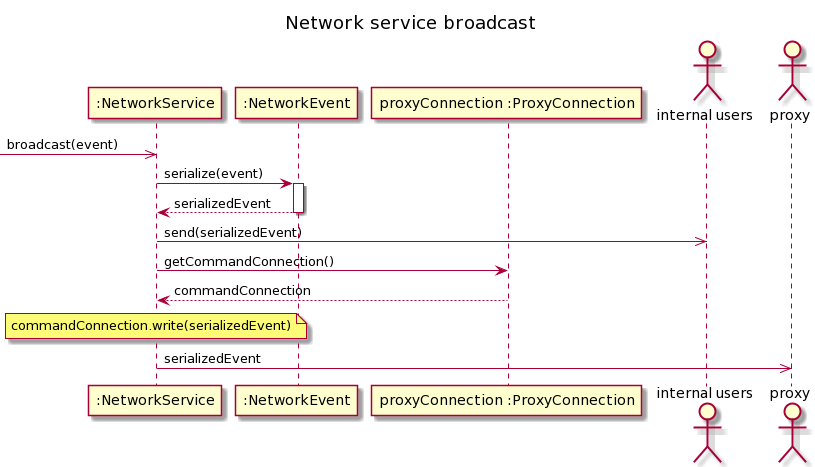 Network service broadcast
:NetworkService
:NetworkEvent
proxyConnection :ProxyConnection
internal users
proxy
broadcast(event)
serialize(event)
serializedEvent
send(serializedEvent)
getCommandConnection()
commandConnection
commandConnection.write(serializedEvent)
serializedEvent
:NetworkService
:NetworkEvent
proxyConnection :ProxyConnection
internal users
proxy